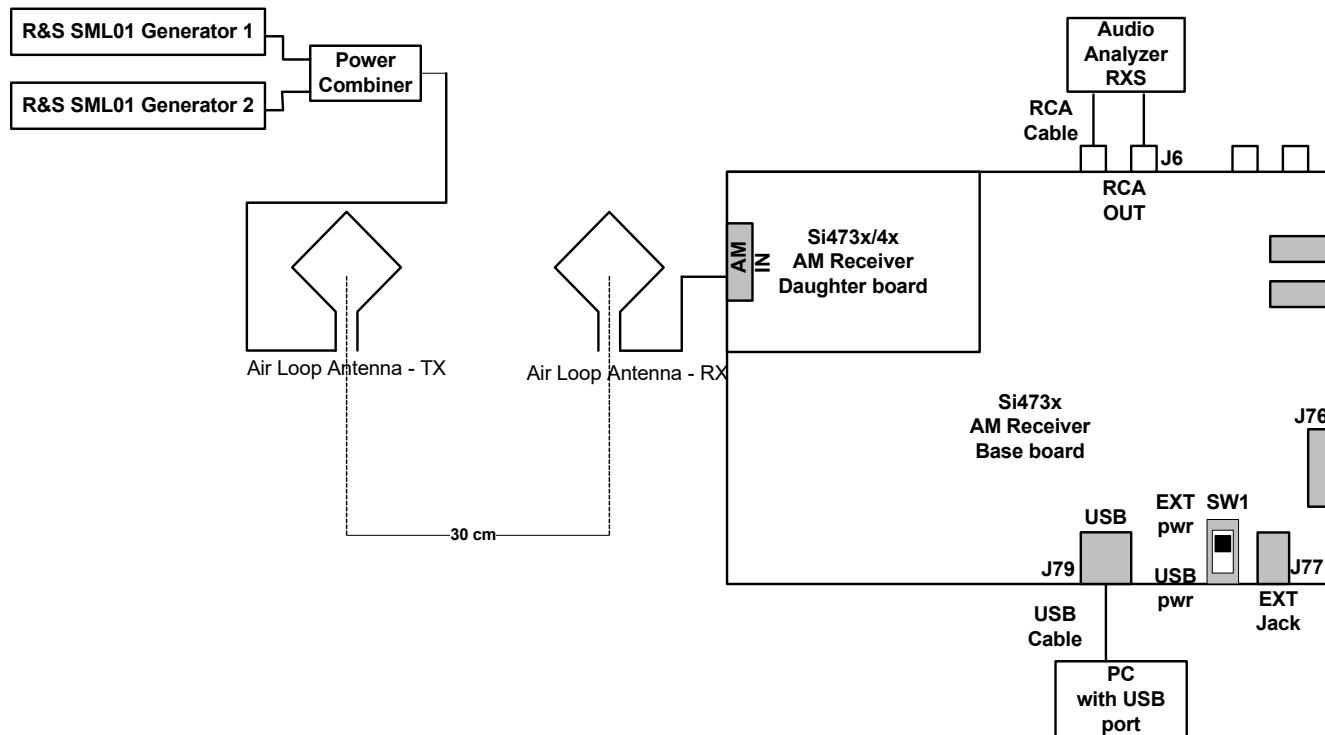 R&S SML01 Generator 1
R&S SML01 Generator 2
Power
Combiner
Audio
Analyzer
RXS
RCA
Cable
J6
RCA
OUT
AM
IN
Si473x/4x
AM Receiver
Daughter board
Air Loop Antenna - TX
Air Loop Antenna - RX
30 cm
Si473x
AM Receiver
Base board
J76
USB
EXT
pwr
SW1
J79
USB
pwr
J77
EXT
Jack
USB
Cable
PC
with USB
port